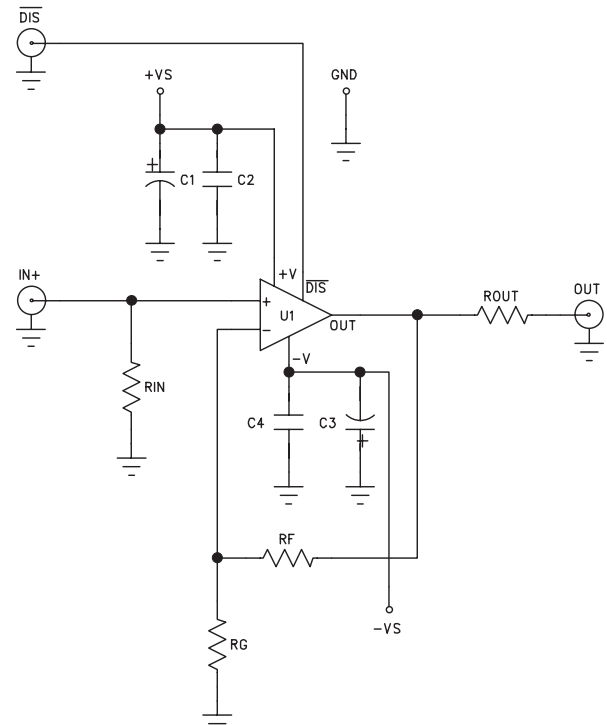 DIS
+VS
GND
+
C1
C2
IN+
+V
DIS
+
U1
OUT
−
-V
ROUT
OUT
RIN
C4
C3
+
RF
-VS
RG